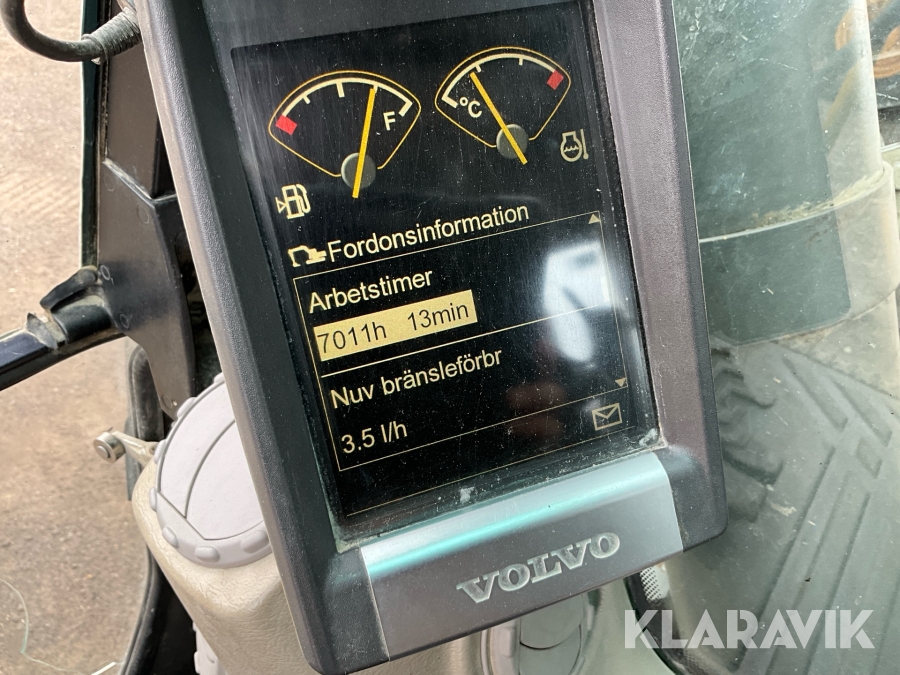 F
°C
Fordonsinformation
Arbetstimer
7011h 13min
Nuv bränsleförbr
3.5 l/h
VOLVO
KLARAVIK